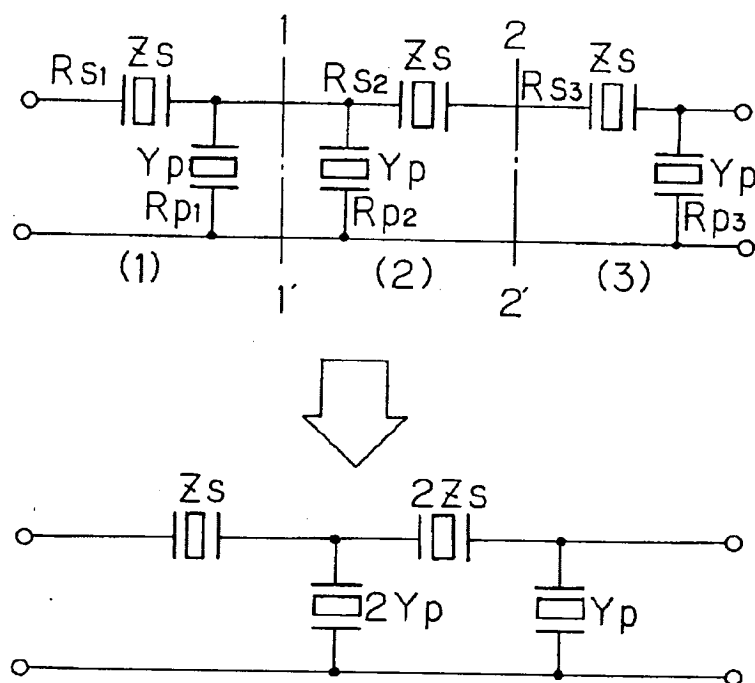 1 2
Rs1 Zs Rs2 Zs Rs3 Zs
Yp Yp Yp
Rp1 Rp2 Rp3
(1) (2) (3)
1' 2'
Zs 2Zs
2Yp Yp